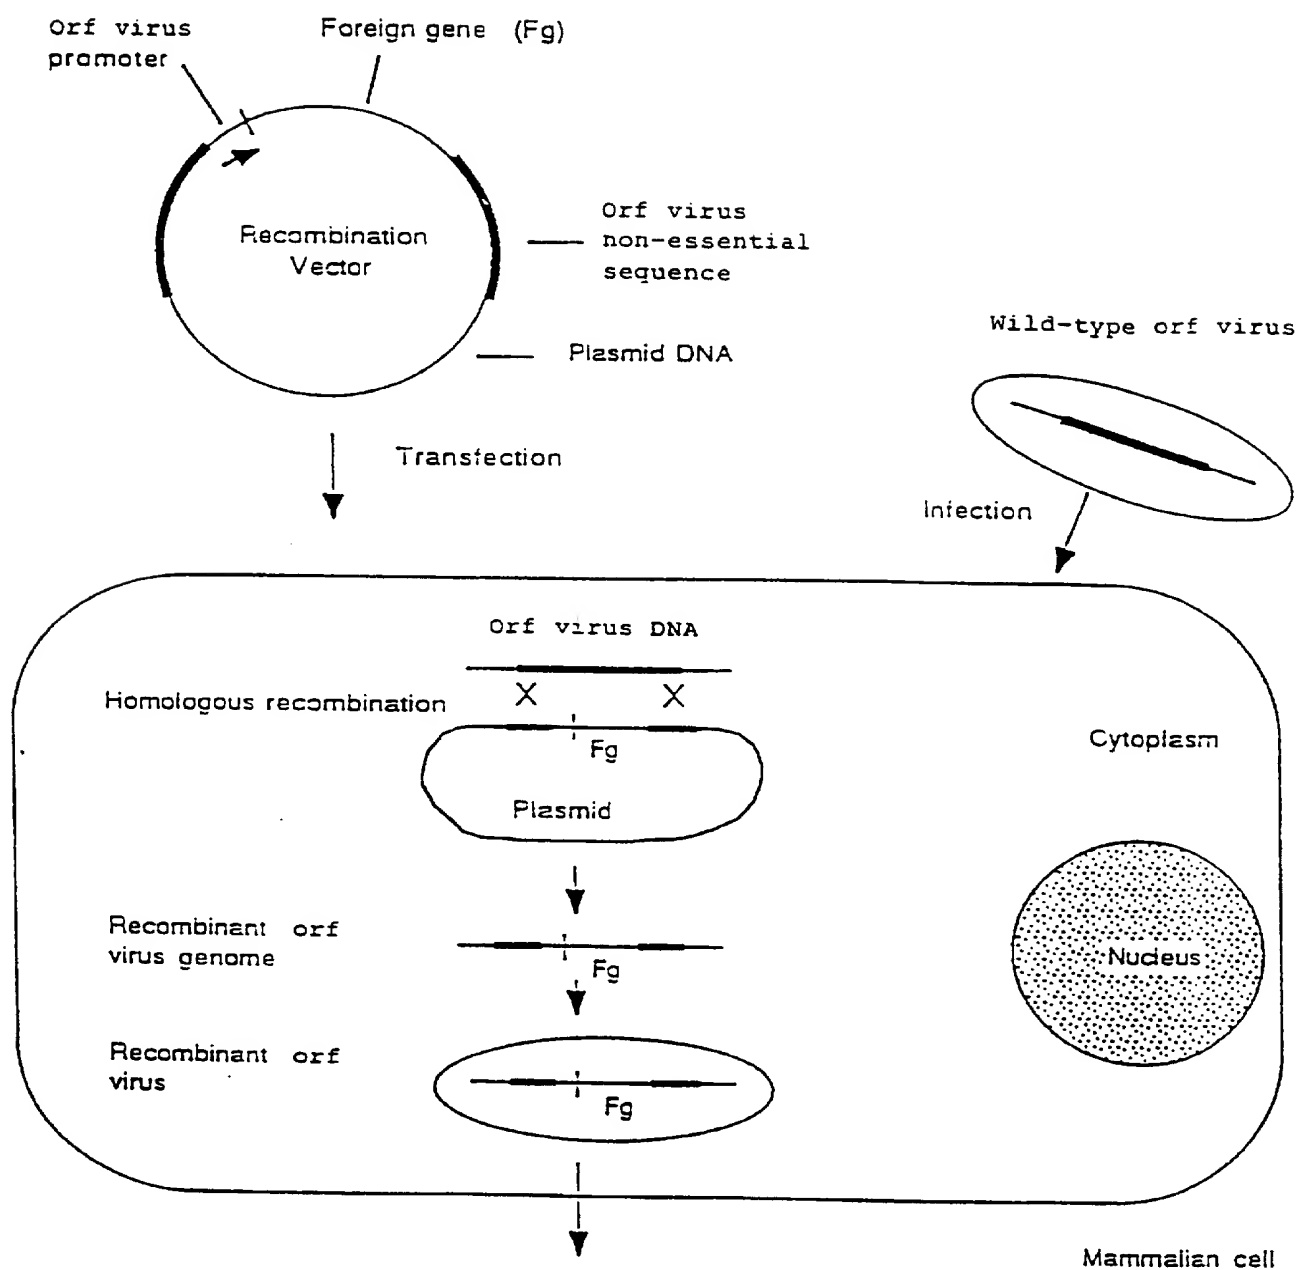 Orf virus
promoter
Foreign gene (Fg)
Recombination
Vector
Orf virus
non-essential
sequence
Plasmid DNA
Wild-type orf virus
Transfection
Infection
Orf virus DNA
Homologous recombination
X X
Fg
Plasmid
Cytoplasm
Recombinant orf
virus genome
Fg
Nucleus
Recombinant orf
virus
Fg
Mammalian cell